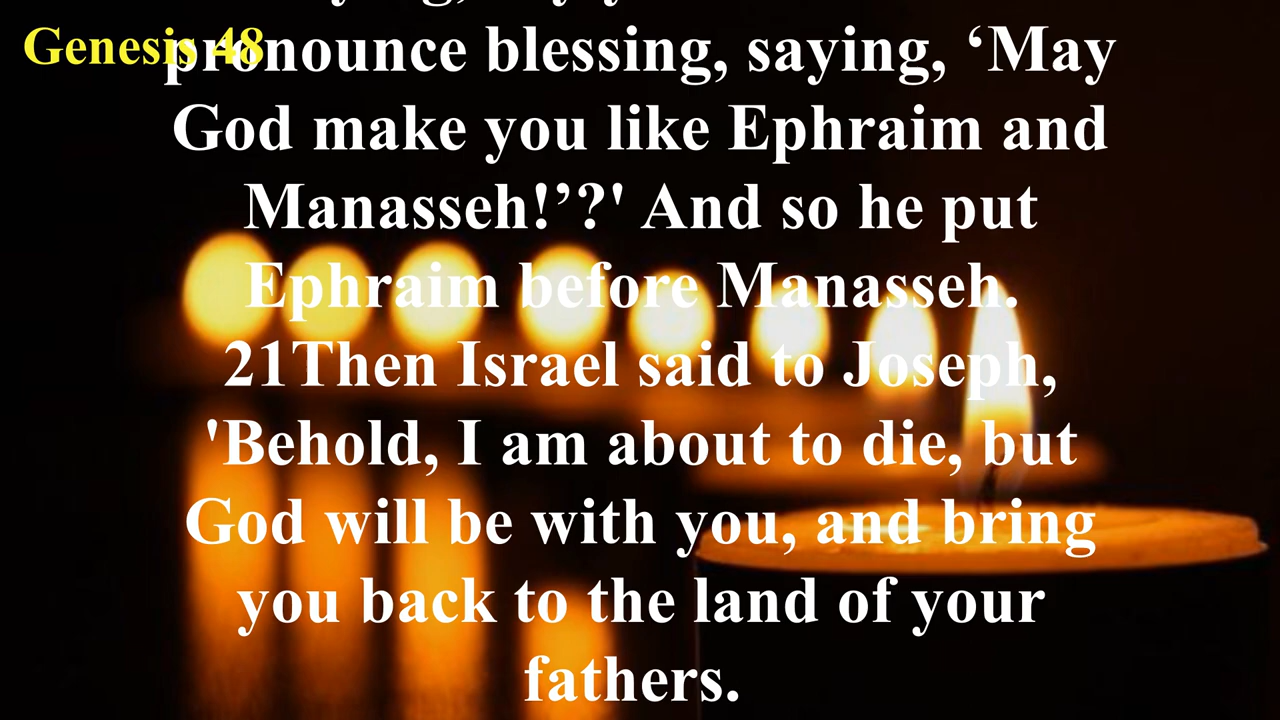 Genesis 48
pronounce blessing, saying, ‘May
God make you like Ephraim and
Manasseh!’?' And so he put
Ephraim before Manasseh.
21Then Israel said to Joseph,
'Behold, I am about to die, but
God will be with you, and bring
you back to the land of your
fathers.